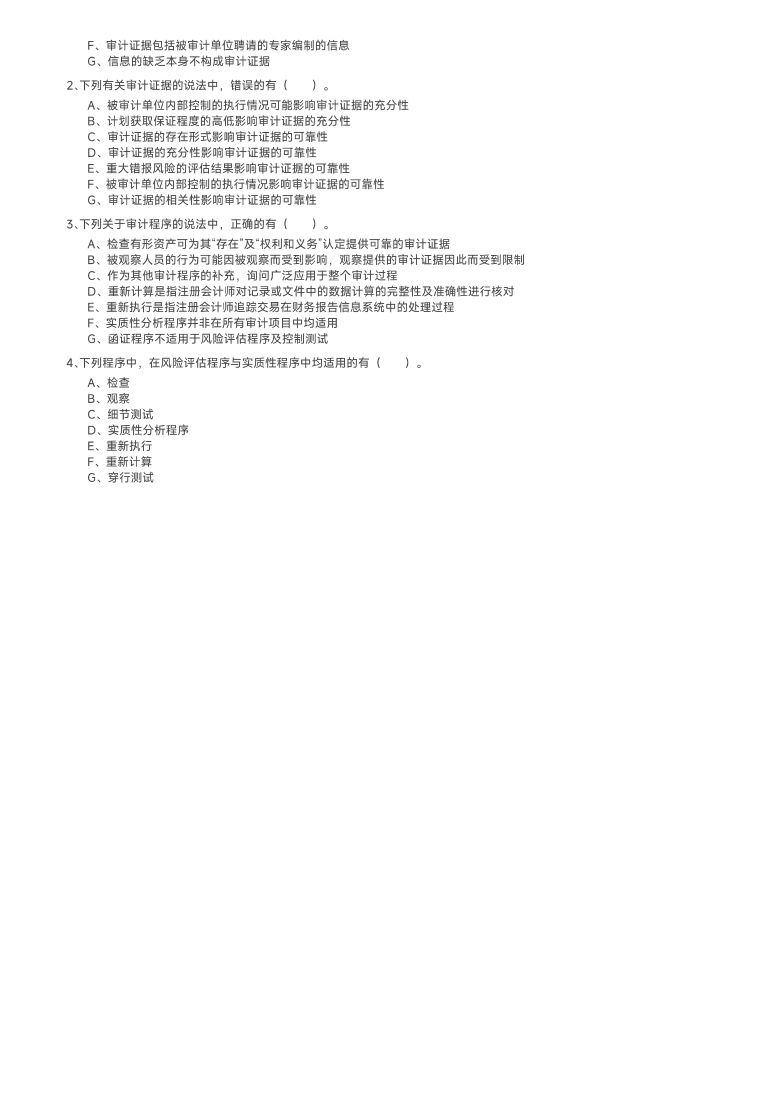 F、审计证据包括被审计单位聘请的专家编制的信息
G、信息的缺乏本身不构成审计证据
2、下列有关审计证据的说法中，错误的有（　　）。
A、被审计单位内部控制的执行情况可能影响审计证据的充分性
B、计划获取保证程度的高低影响审计证据的充分性
C、审计证据的存在形式影响审计证据的可靠性
D、审计证据的充分性影响审计证据的可靠性
E、重大错报风险的评估结果影响审计证据的可靠性
F、被审计单位内部控制的执行情况影响审计证据的可靠性
G、审计证据的相关性影响审计证据的可靠性
3、下列关于审计程序的说法中，正确的有（　　）。
A、检查有形资产可为其“存在”及“权利和义务”认定提供可靠的审计证据
B、被观察人员的行为可能因被观察而受到影响，观察提供的审计证据因此而受到限制
C、作为其他审计程序的补充，询问广泛应用于整个审计过程
D、重新计算是指注册会计师对记录或文件中的数据计算的完整性及准确性进行核对
E、重新执行是指注册会计师追踪交易在财务报告信息系统中的处理过程
F、实质性分析程序并非在所有审计项目中均适用
G、函证程序不适用于风险评估程序及控制测试
4、下列程序中，在风险评估程序与实质性程序中均适用的有（　　）。
A、检查
B、观察
C、细节测试
D、实质性分析程序
E、重新执行
F、重新计算
G、穿行测试